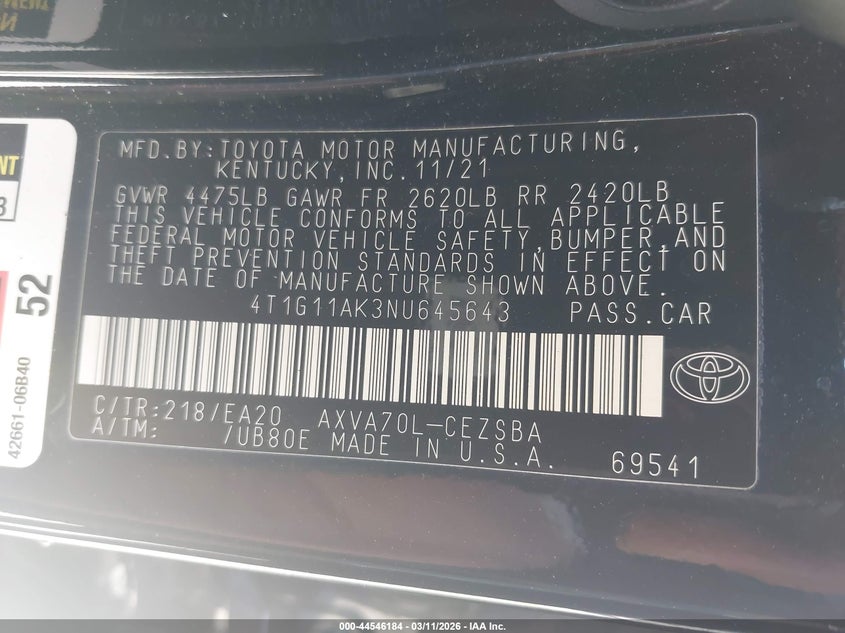 MFD.BY:TOYOTA MOTOR MANUFACTURING,
KENTUCKY,INC.11/21
GVWR 4475LB GAWR FR 2620LB RR 2420LB
THIS VEHICLE CONFORMS TO ALL APPLICABLE
FEDERAL MOTOR VEHICLE SAFETY,BUMPER,AND
THEFT PREVENTION STANDARDS IN EFFECT ON
THE DATE OF MANUFACTURE SHOWN ABOVE.
4T1G11AK3NU645643 PASS.CAR
C/TR:218/EA20 AXVA70L-CEZSBA
A/TM: /UB80E MADE IN U.S.A. 69541
52
42661-06B40
000-44546184 - 03/11/2026 - IAA Inc.